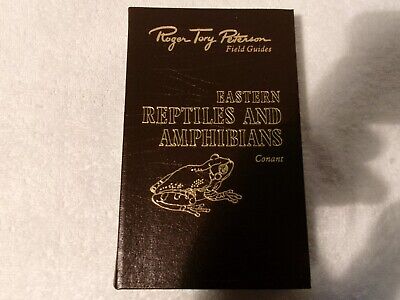 Roger Tory Peterson
Field Guides
EASTERN
REPTILES AND
AMPHIBIANS
Conant